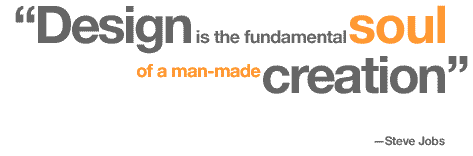 “Design is the fundamental soul
of a man-made creation”
—Steve Jobs